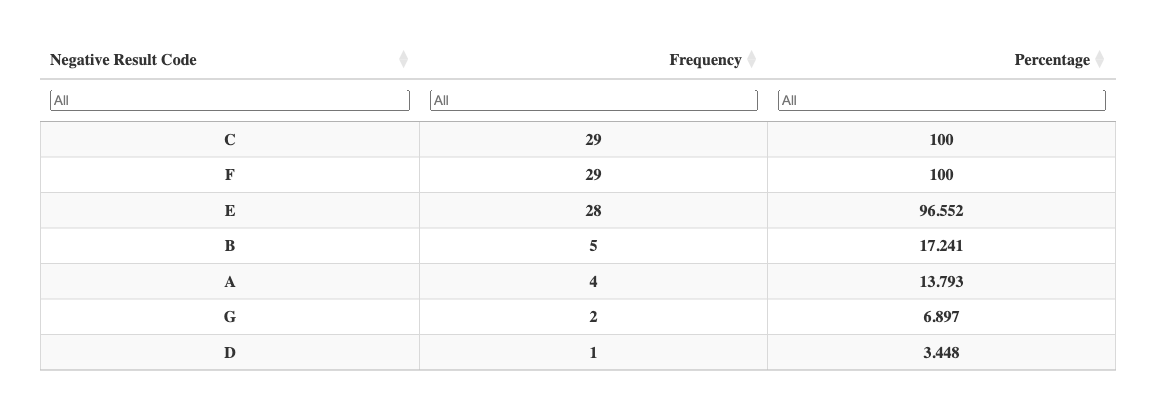 Negative Result Code Frequency Percentage
All All All
C 29 100
F 29 100
E 28 96.552
B 5 17.241
A 4 13.793
G 2 6.897
D 1 3.448